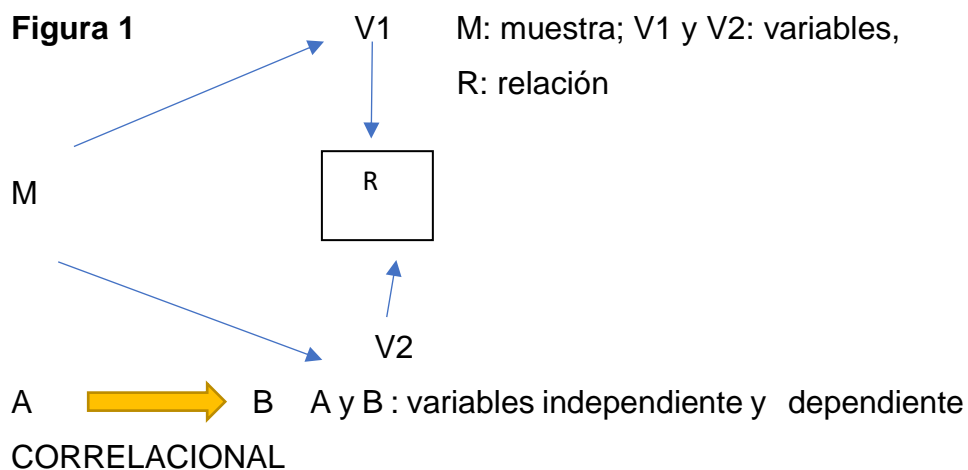 Figura 1 V1 M: muestra; V1 y V2: variables,
R: relación
R
M
V2
A B A y B : variables independiente y dependiente
CORRELACIONAL